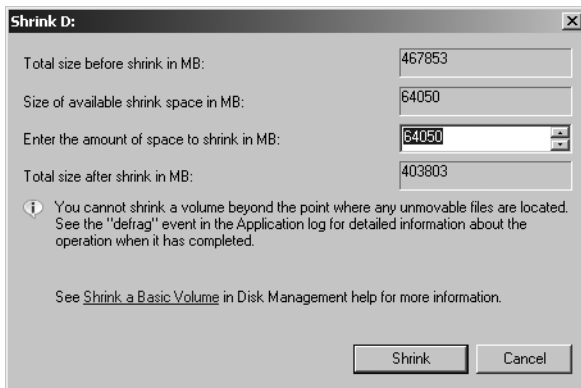 Shrink D:
Total size before shrink in MB: 467853
Size of available shrink space in MB: 64050
Enter the amount of space to shrink in MB: 64050
Total size after shrink in MB: 403803
You cannot shrink a volume beyond the point where any unmovable files are located.
See the "defrag" event in the Application log for detailed information about the
operation when it has completed.
See Shrink a Basic Volume in Disk Management help for more information.
Shrink Cancel